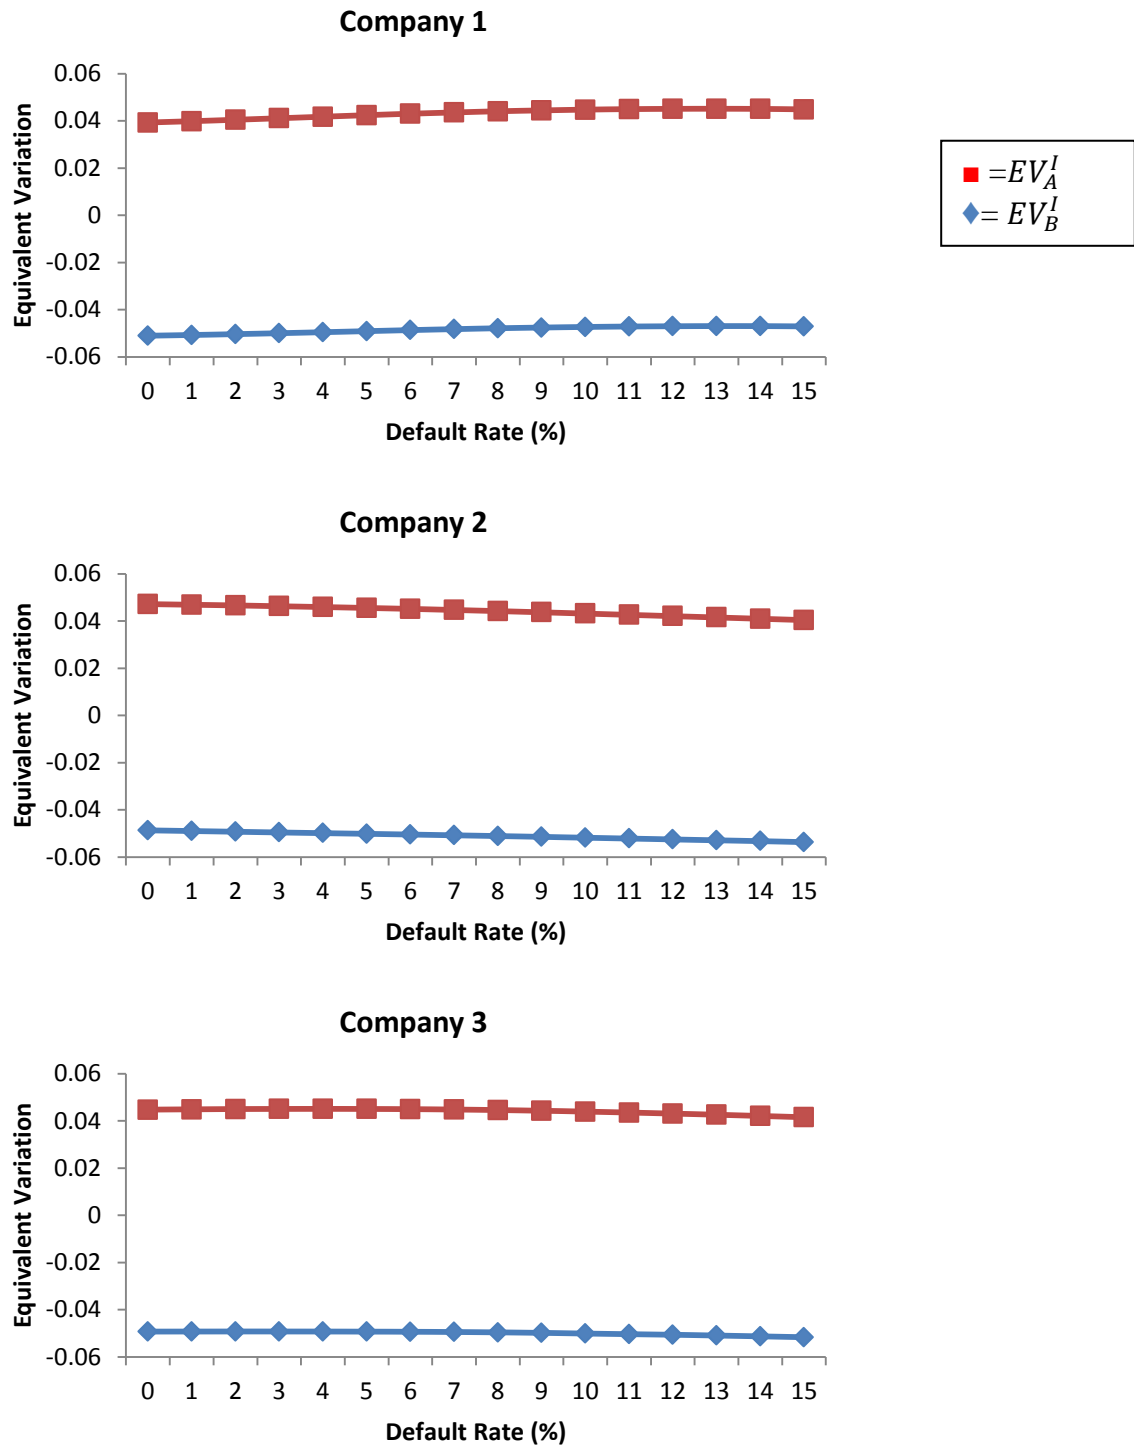 Company 1
Equivalent Variation
0.06
0.04
0.02
0
-0.02
-0.04
-0.06
0 1 2 3 4 5 6 7 8 9 10 11 12 13 14 15
Default Rate (%)
=EV_A^I
= EV_B^I
Company 2
Equivalent Variation
0.06
0.04
0.02
0
-0.02
-0.04
-0.06
0 1 2 3 4 5 6 7 8 9 10 11 12 13 14 15
Default Rate (%)
Company 3
Equivalent Variation
0.06
0.04
0.02
0
-0.02
-0.04
-0.06
0 1 2 3 4 5 6 7 8 9 10 11 12 13 14 15
Default Rate (%)